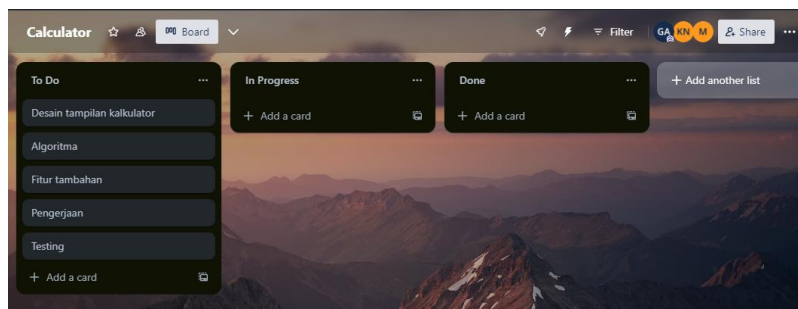 Calculator Board Filter GA KN M Share
To Do
Desain tampilan kalkulator
Algoritma
Fitur tambahan
Pengerjaan
Testing
+ Add a card
In Progress
+ Add a card
Done
+ Add a card
+ Add another list